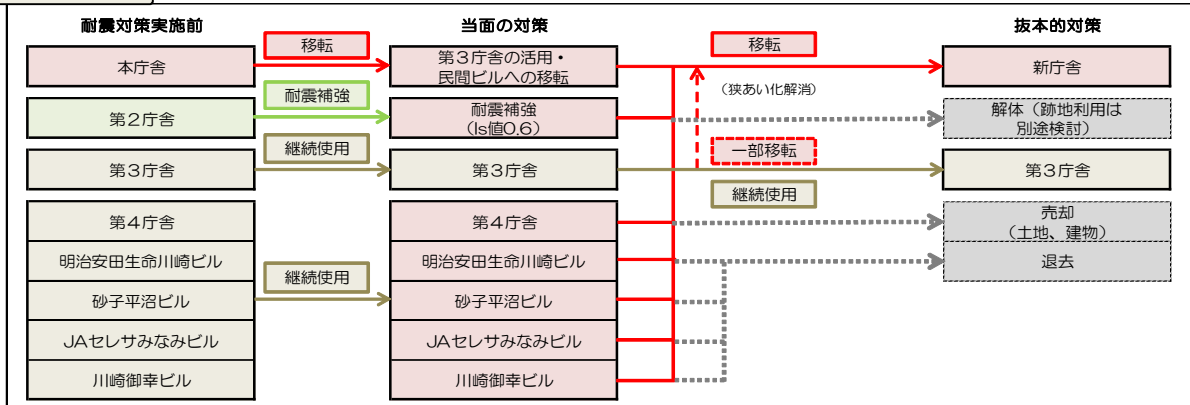 耐震対策実施前
当面の対策
抜本的対策
本庁舎
移転
第3庁舎の活用・
民間ビルへの移転
移転
新庁舎
(狭あい化解消)
第2庁舎
耐震補強
耐震補強
(Is値0.6)
解体(跡地利用は
別途検討)
第3庁舎
継続使用
第3庁舎
一部移転
継続使用
第3庁舎
第4庁舎
第4庁舎
売却
(土地、建物)
明治安田生命川崎ビル
継続使用
明治安田生命川崎ビル
退去
砂子平沼ビル
砂子平沼ビル
JAセレサみなみビル
JAセレサみなみビル
川崎御幸ビル
川崎御幸ビル